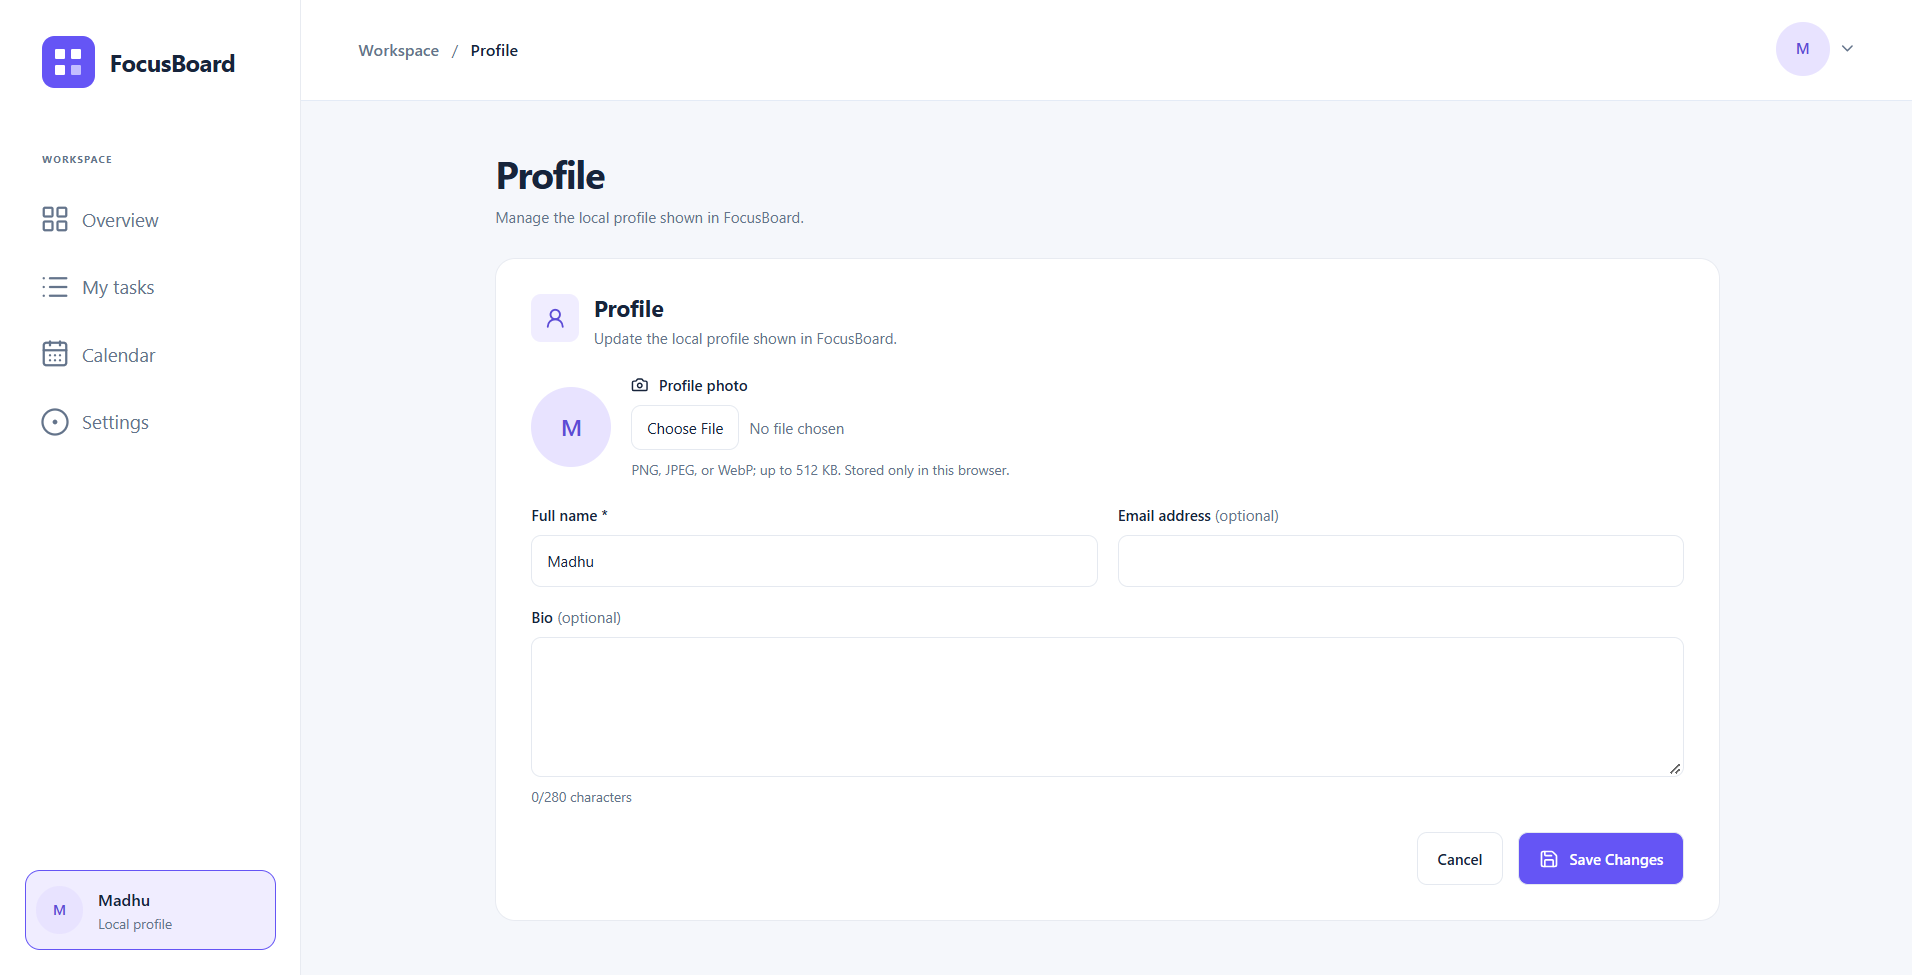 FocusBoard
Workspace / Profile
M
WORKSPACE
Overview
My tasks
Calendar
Settings
Profile
Manage the local profile shown in FocusBoard.
Profile
Update the local profile shown in FocusBoard.
M
Profile photo
Choose File No file chosen
PNG, JPEG, or WebP; up to 512 KB. Stored only in this browser.
Full name *
Madhu
Email address (optional)
Bio (optional)
0/280 characters
Cancel
Save Changes
M
Madhu
Local profile